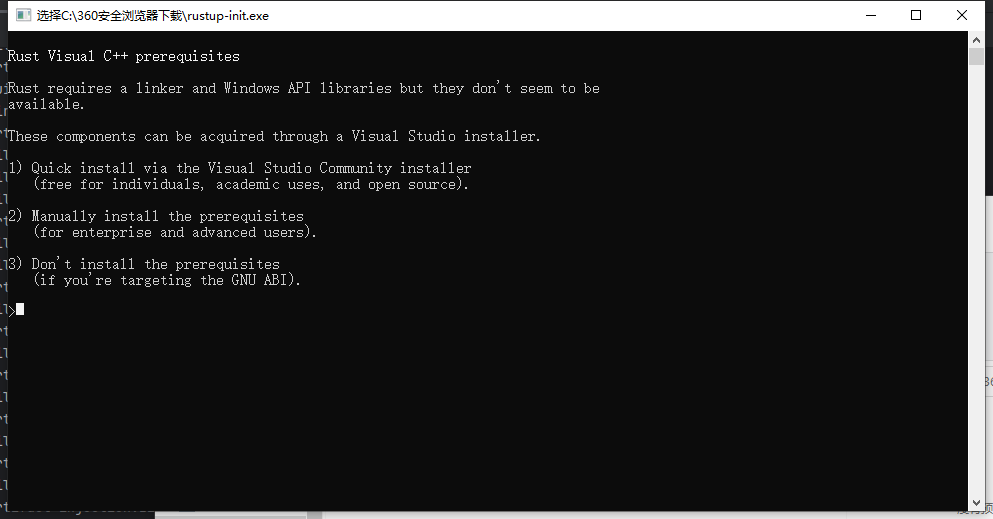 选择C:\360安全浏览器下载\rustup-init.exe
Rust Visual C++ prerequisites
Rust requires a linker and Windows API libraries but they don't seem to be
available.
These components can be acquired through a Visual Studio installer.
1) Quick install via the Visual Studio Community installer
(free for individuals, academic uses, and open source).
2) Manually install the prerequisites
(for enterprise and advanced users).
3) Don't install the prerequisites
(if you're targeting the GNU ABI).
>